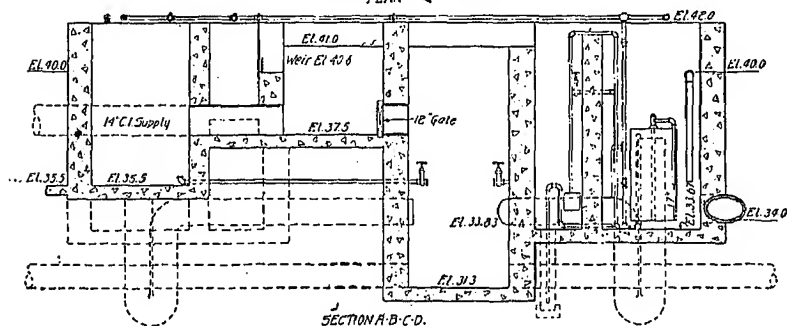 PLAN
El.42.0
El.41.0
El.40.0
Weir El 40.6
El.40.0
14"C.I. Supply
El.37.5
12"Gate
El.35.5
El.35.5
El.33.83
El.33.67
El.34.0
El.31.3
SECTION A-B-C-D.